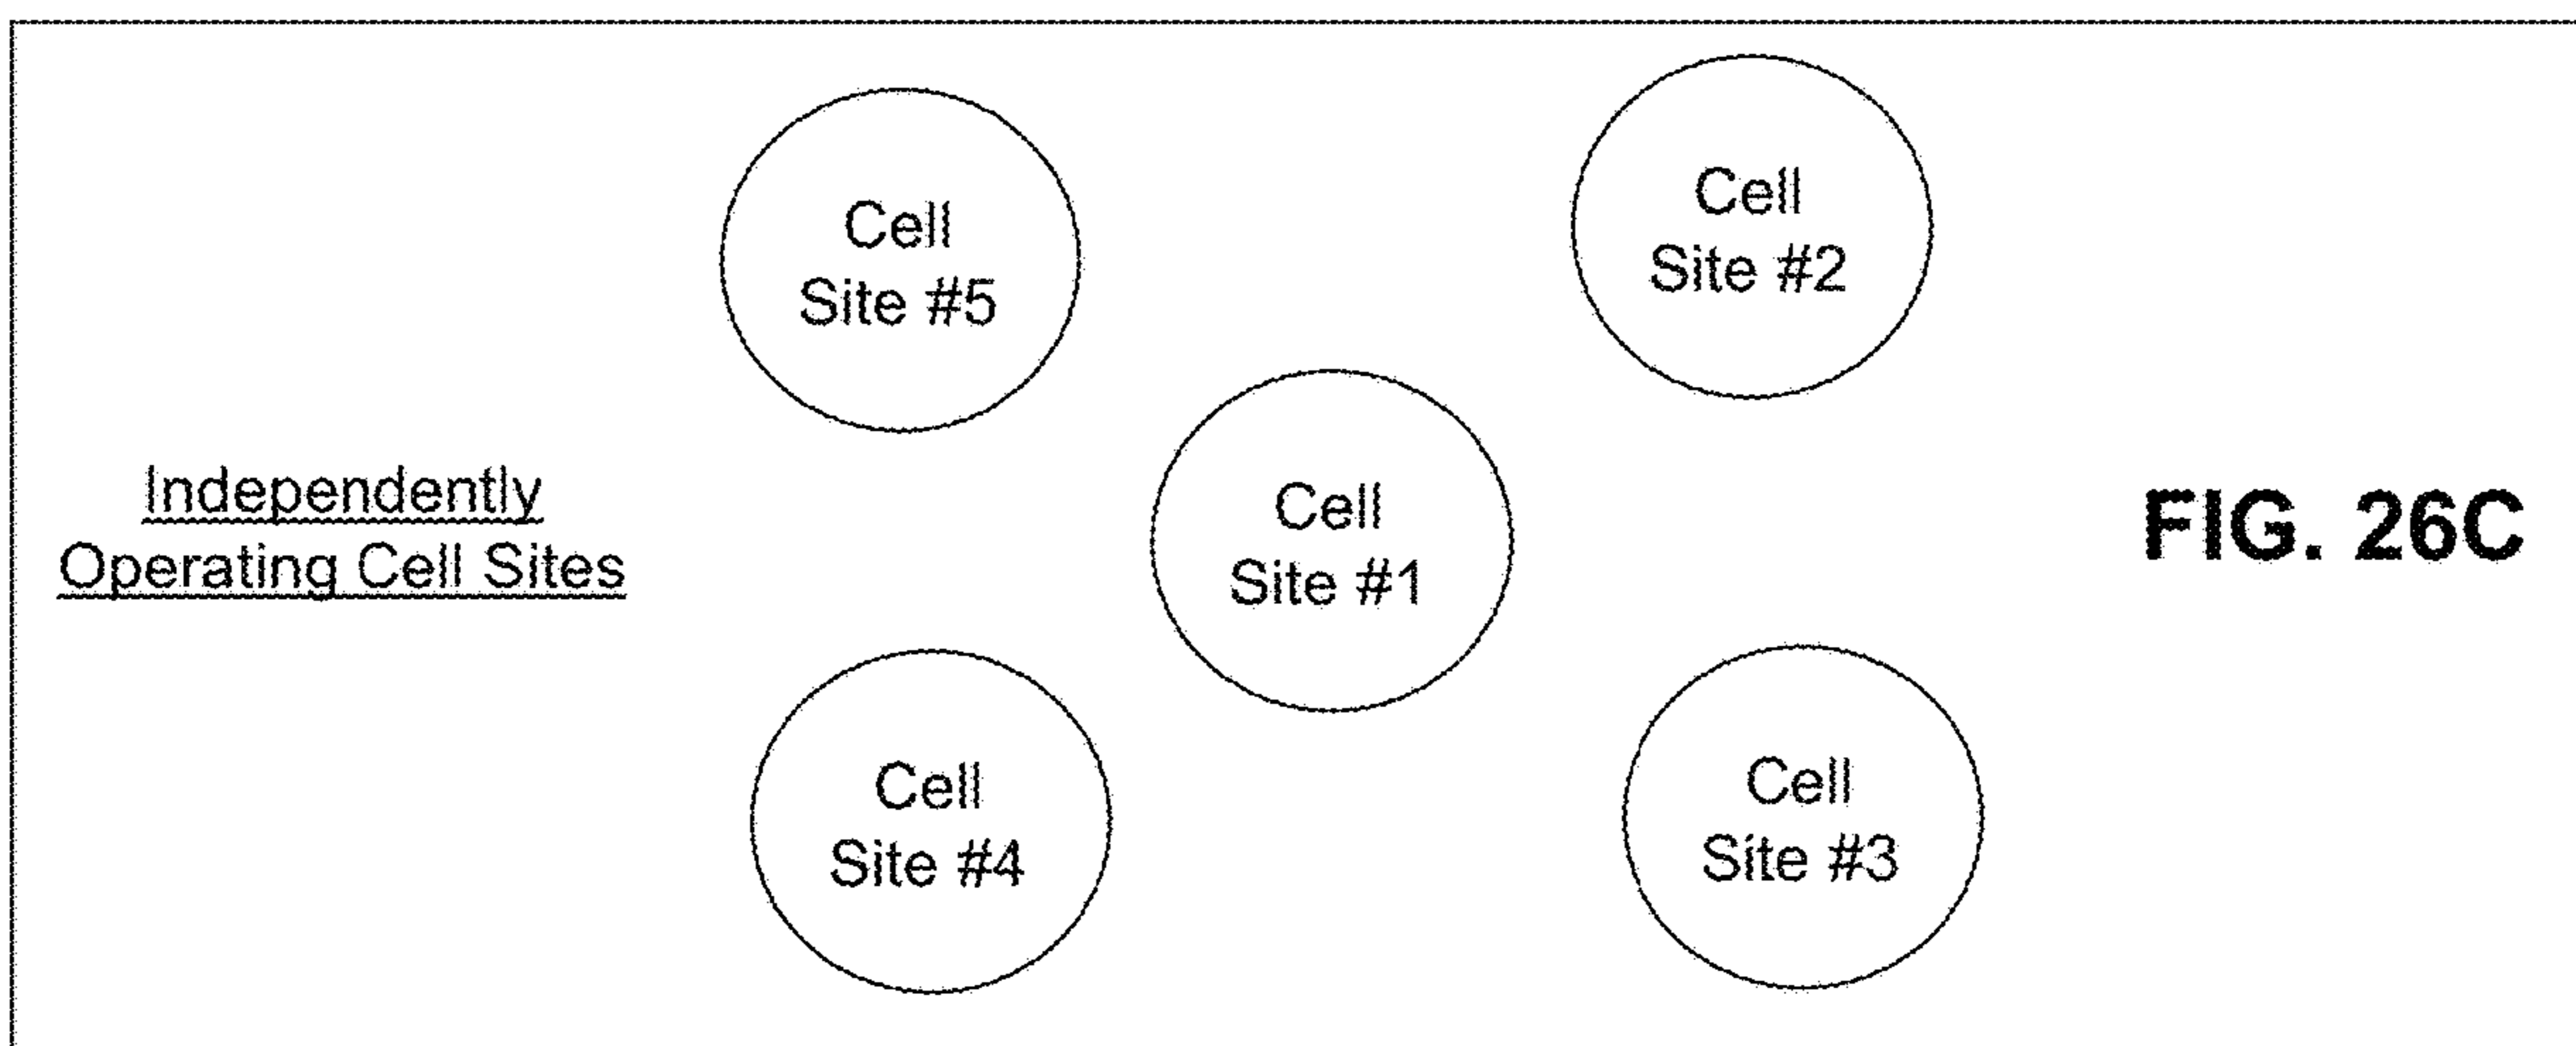 Cell
Site #5
Cell
Site #2
Independently
Operating Cell Sites
Cell
Site #1
FIG. 26C
Cell
Site #4
Cell
Site #3